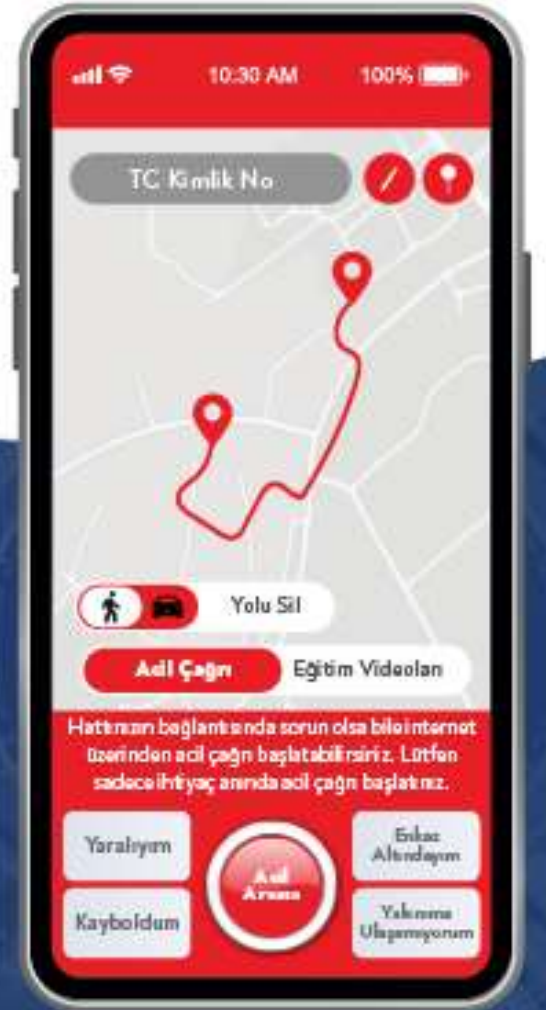 10:30 AM
100%
TC Kimlik No
Yolu Sil
Acil Çağrı
Eğitim Videoları
Hattınızın bağlantısında sorun olsa bile internet
üzerinden acil çağrı başlatabilirsiniz. Lütfen
sadece ihtiyaç anında acil çağrı başlatınız.
Yaralıyım
Kayboldum
Acil
Arama
Enkaz
Altındayım
Yakınıma
Ulaşamıyorum